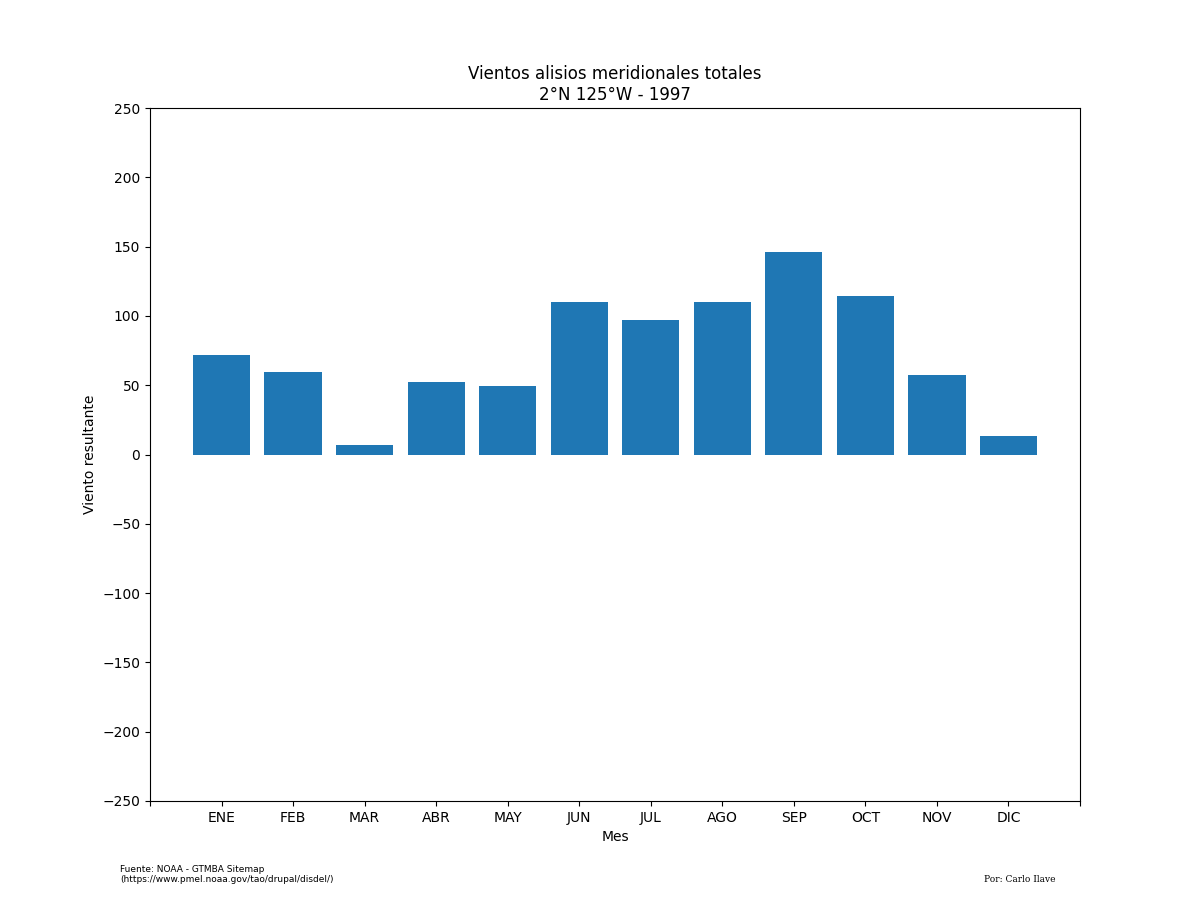 Vientos alisios meridionales totales
2°N 125°W - 1997
250
200
150
100
50
0
−50
−100
−150
−200
−250
Viento resultante
ENE FEB MAR ABR MAY JUN JUL AGO SEP OCT NOV DIC
Mes
Fuente: NOAA - GTMBA Sitemap
(https://www.pmel.noaa.gov/tao/drupal/disdel/)
Por: Carlo Ilave